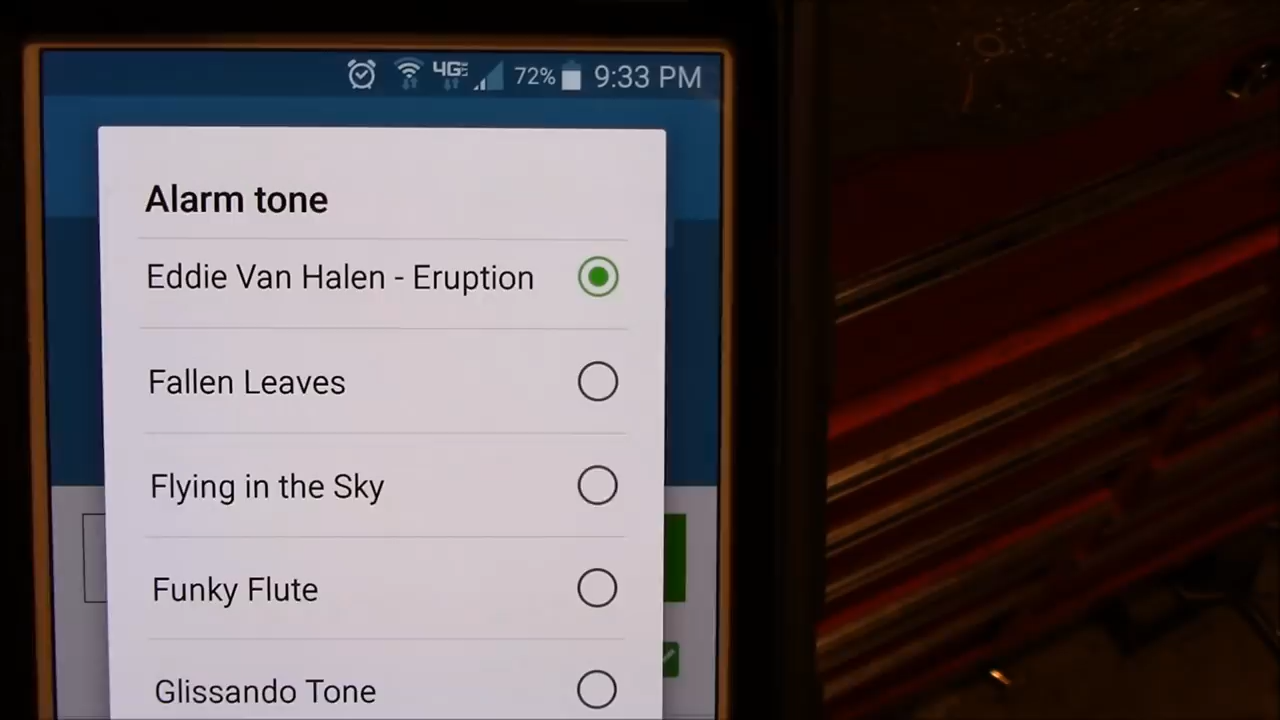 4G 72% 9:33 PM
Alarm tone
Eddie Van Halen - Eruption
Fallen Leaves
Flying in the Sky
Funky Flute
Glissando Tone